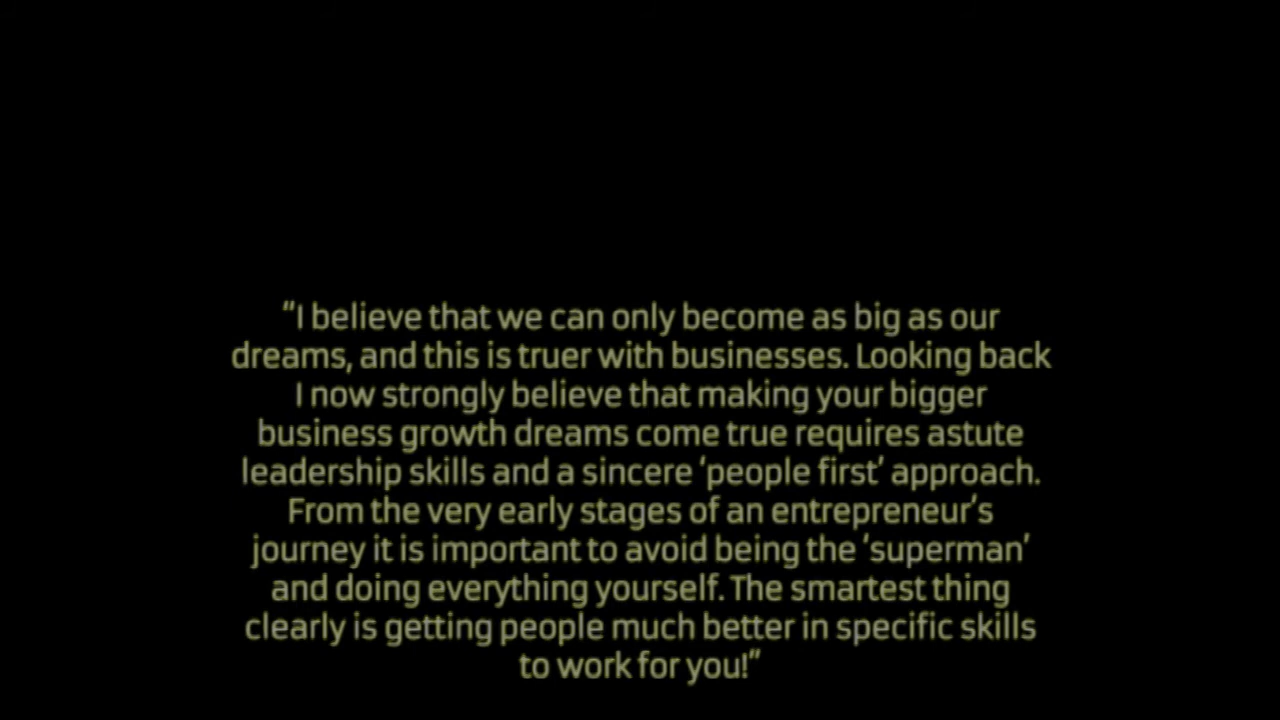 “I believe that we can only become as big as our
dreams, and this is truer with businesses. Looking back
I now strongly believe that making your bigger
business growth dreams come true requires astute
leadership skills and a sincere ‘people first’ approach.
From the very early stages of an entrepreneur’s
journey it is important to avoid being the ‘superman’
and doing everything yourself. The smartest thing
clearly is getting people much better in specific skills
to work for you!”